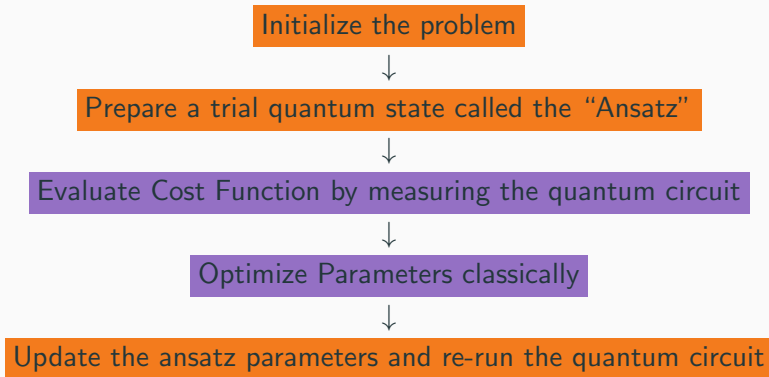 Initialize the problem
↓
Prepare a trial quantum state called the “Ansatz”
↓
Evaluate Cost Function by measuring the quantum circuit
↓
Optimize Parameters classically
↓
Update the ansatz parameters and re-run the quantum circuit